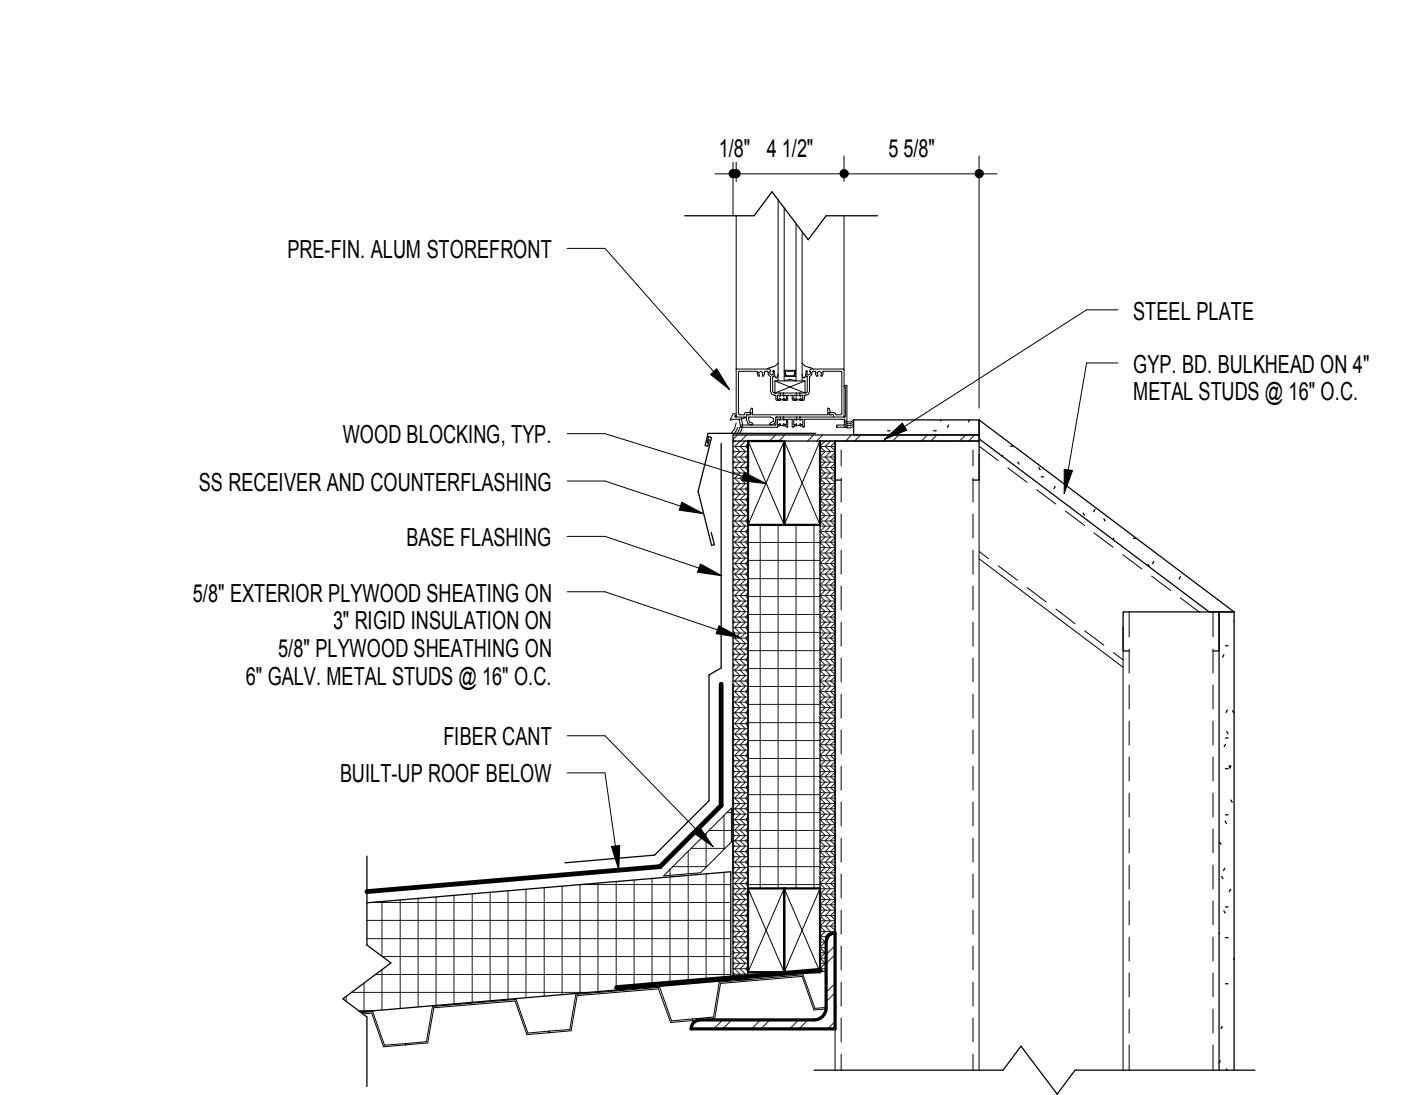 1/8" 4 1/2" 5 5/8"
PRE-FIN. ALUM STOREFRONT
STEEL PLATE
GYP. BD. BULKHEAD ON 4"
METAL STUDS @ 16" O.C.
WOOD BLOCKING, TYP.
SS RECEIVER AND COUNTERFLASHING
BASE FLASHING
5/8" EXTERIOR PLYWOOD SHEATING ON
3" RIGID INSULATION ON
5/8" PLYWOOD SHEATHING ON
6" GALV. METAL STUDS @ 16" O.C.
FIBER CANT
BUILT-UP ROOF BELOW